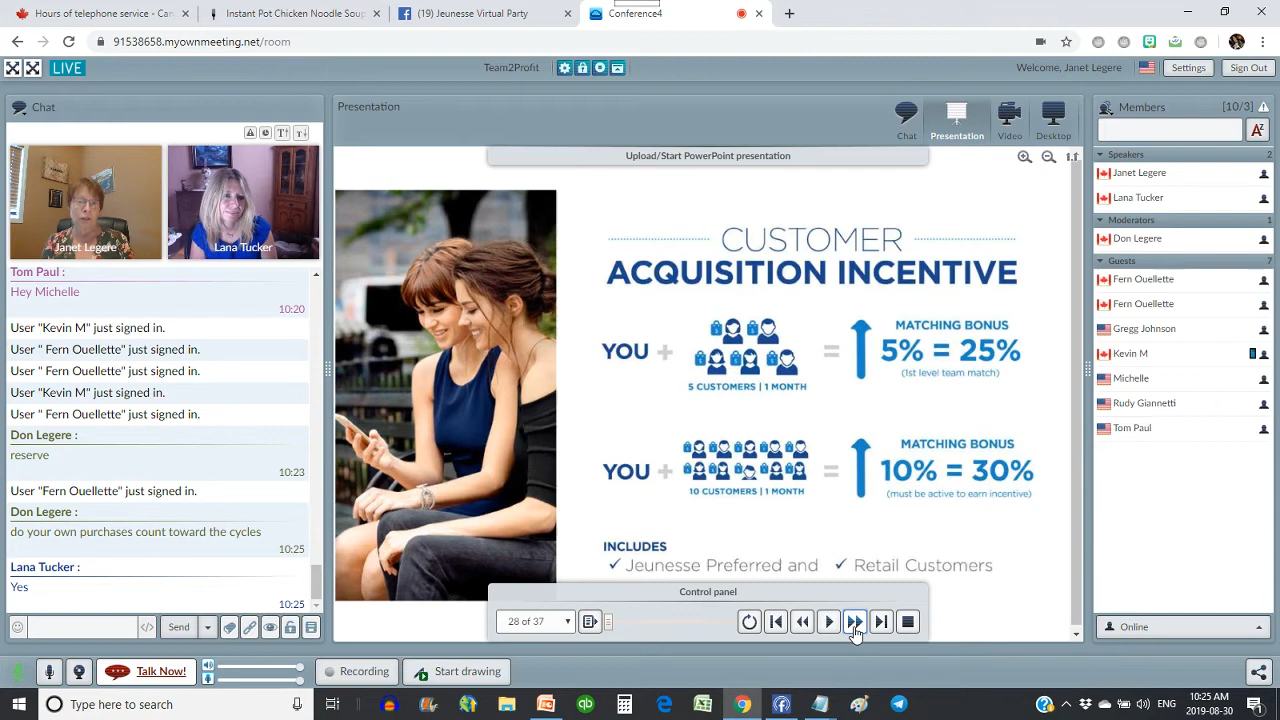 Hours of telephone service - Can
Instant Pot Chicken Noodle Soup
(19) Jeunesse Virtual Party
Conference4
91538658.myownmeeting.net/room
LIVE
Team2Profit
Welcome, Janet Legere
Settings
Sign Out
Chat
Janet Legere
Lana Tucker
Tom Paul :
Hey Michelle
10:20
User "Kevin M" just signed in.
User " Fern Ouellette" just signed in.
User " Fern Ouellette" just signed in.
User "Kevin M" just signed in.
User " Fern Ouellette" just signed in.
Don Legere :
reserve
10:23
User "Fern Ouellette" just signed in.
Don Legere :
do your own purchases count toward the cycles
10:25
Lana Tucker :
Yes
10:25
Send
Presentation
Chat
Presentation
Video
Desktop
Upload/Start PowerPoint presentation
1:1
CUSTOMER
ACQUISITION INCENTIVE
YOU + = MATCHING BONUS
5% = 25%
(1st level team match)
5 CUSTOMERS | 1 MONTH
YOU + = MATCHING BONUS
10% = 30%
(must be active to earn incentive)
10 CUSTOMERS | 1 MONTH
INCLUDES
✓ Jeunesse Preferred and ✓ Retail Customers
Control panel
28 of 37
Members
[10/3]
Speakers 2
Janet Legere
Lana Tucker
Moderators 1
Don Legere
Guests 7
Fern Ouellette
Fern Ouellette
Gregg Johnson
Kevin M
Michelle
Rudy Giannetti
Tom Paul
Online
Talk Now!
Recording
Start drawing
Type here to search
10:25 AM
2019-08-30